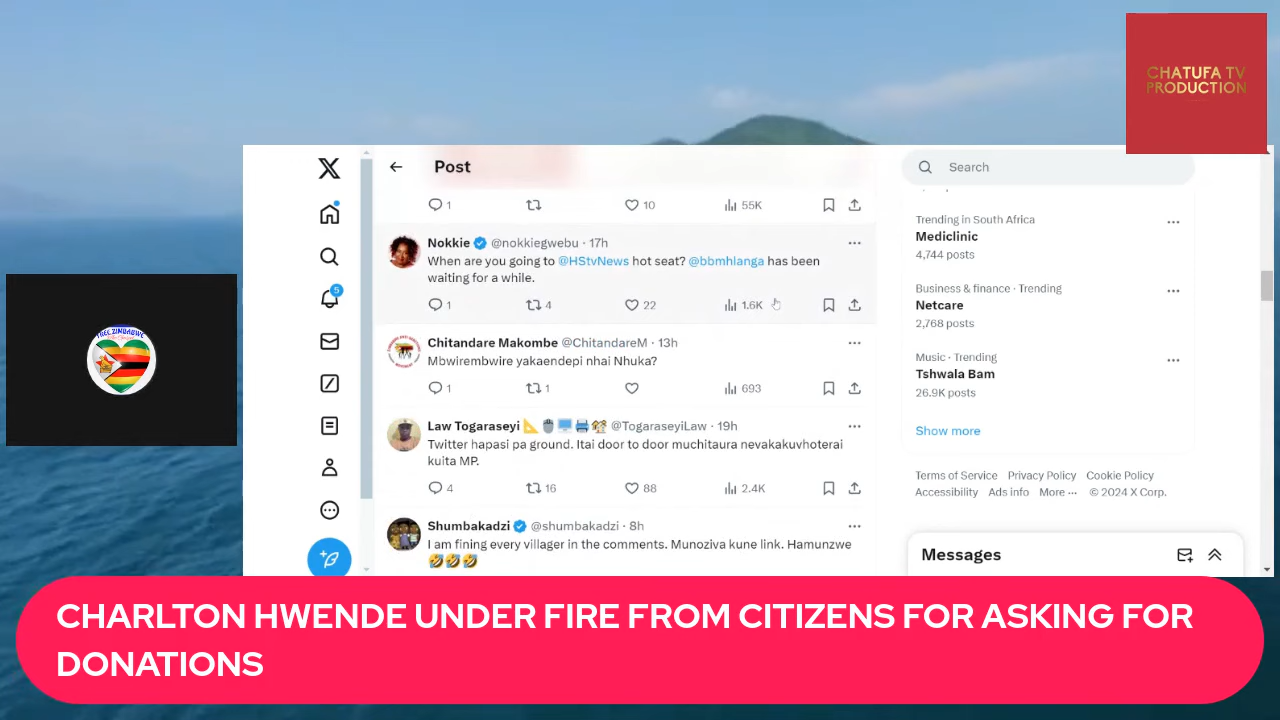 CHATUFA TV
PRODUCTION
Post
Search
1
10
55K
Trending in South Africa
Mediclinic
4,744 posts
Nokkie @nokkiegwebu · 17h
When are you going to @HStvNews hot seat? @bbmhlanga has been
waiting for a while.
1
4
22
1.6K
Business & finance · Trending
Netcare
2,768 posts
5
Chitandare Makombe @ChitandareM · 13h
Mbwirembwire yakaendepi nhai Nhuka?
1
1
693
Music · Trending
Tshwala Bam
26.9K posts
Show more
Law Togaraseyi @TogaraseyiLaw · 19h
Twitter hapasi pa ground. Itai door to door muchitaura nevakakuvhoterai
kuita MP.
4
16
88
2.4K
Terms of Service Privacy Policy Cookie Policy
Accessibility Ads info More ··· © 2024 X Corp.
Shumbakadzi @shumbakadzi · 8h
I am fining every villager in the comments. Munoziva kune link. Hamunzwe
🤣🤣🤣
Messages
CHARLTON HWENDE UNDER FIRE FROM CITIZENS FOR ASKING FOR
DONATIONS